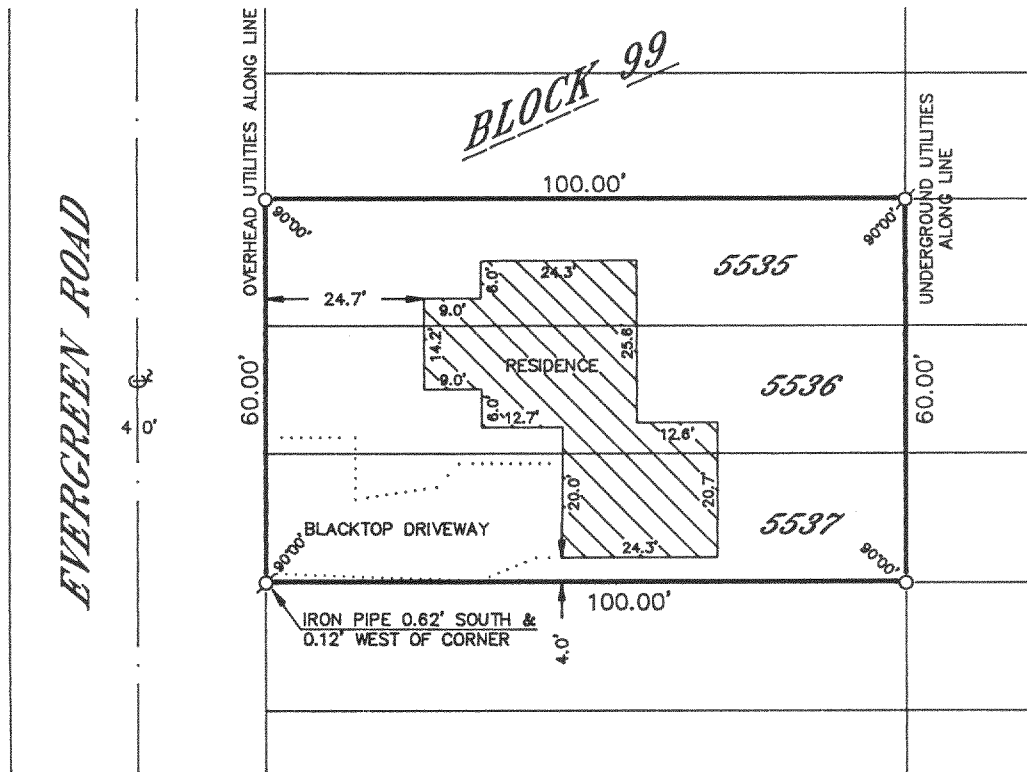 BLOCK 99
OVERHEAD UTILITIES ALONG LINE
UNDERGROUND UTILITIES
ALONG LINE
EVERGREEN ROAD
4 0'
100.00'
90°00'
90°00'
5535
24.3'
6.0'
24.7'
9.0'
14.2'
25.6'
RESIDENCE
9.0'
6.0'
12.7'
5536
60.00'
60.00'
12.6'
20.0'
20.7'
5537
BLACKTOP DRIVEWAY
24.3'
90°00'
90°00'
100.00'
IRON PIPE 0.62' SOUTH &
0.12' WEST OF CORNER
4.0'